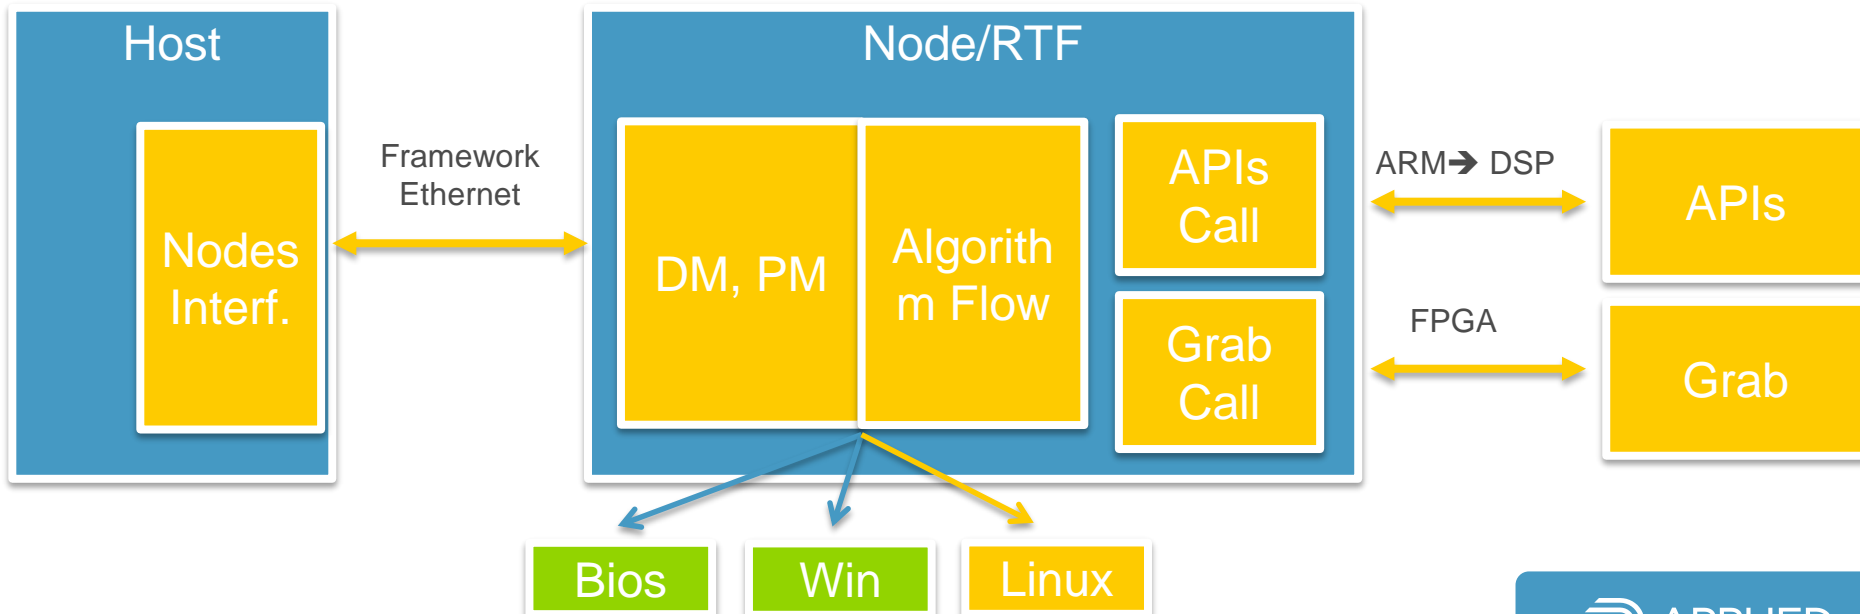 Host
Nodes
Interf.
Framework
Ethernet
Node/RTF
DM, PM
Algorith
m Flow
APIs
Call
Grab
Call
ARM➔ DSP
APIs
FPGA
Grab
Bios
Win
Linux
APPLIED